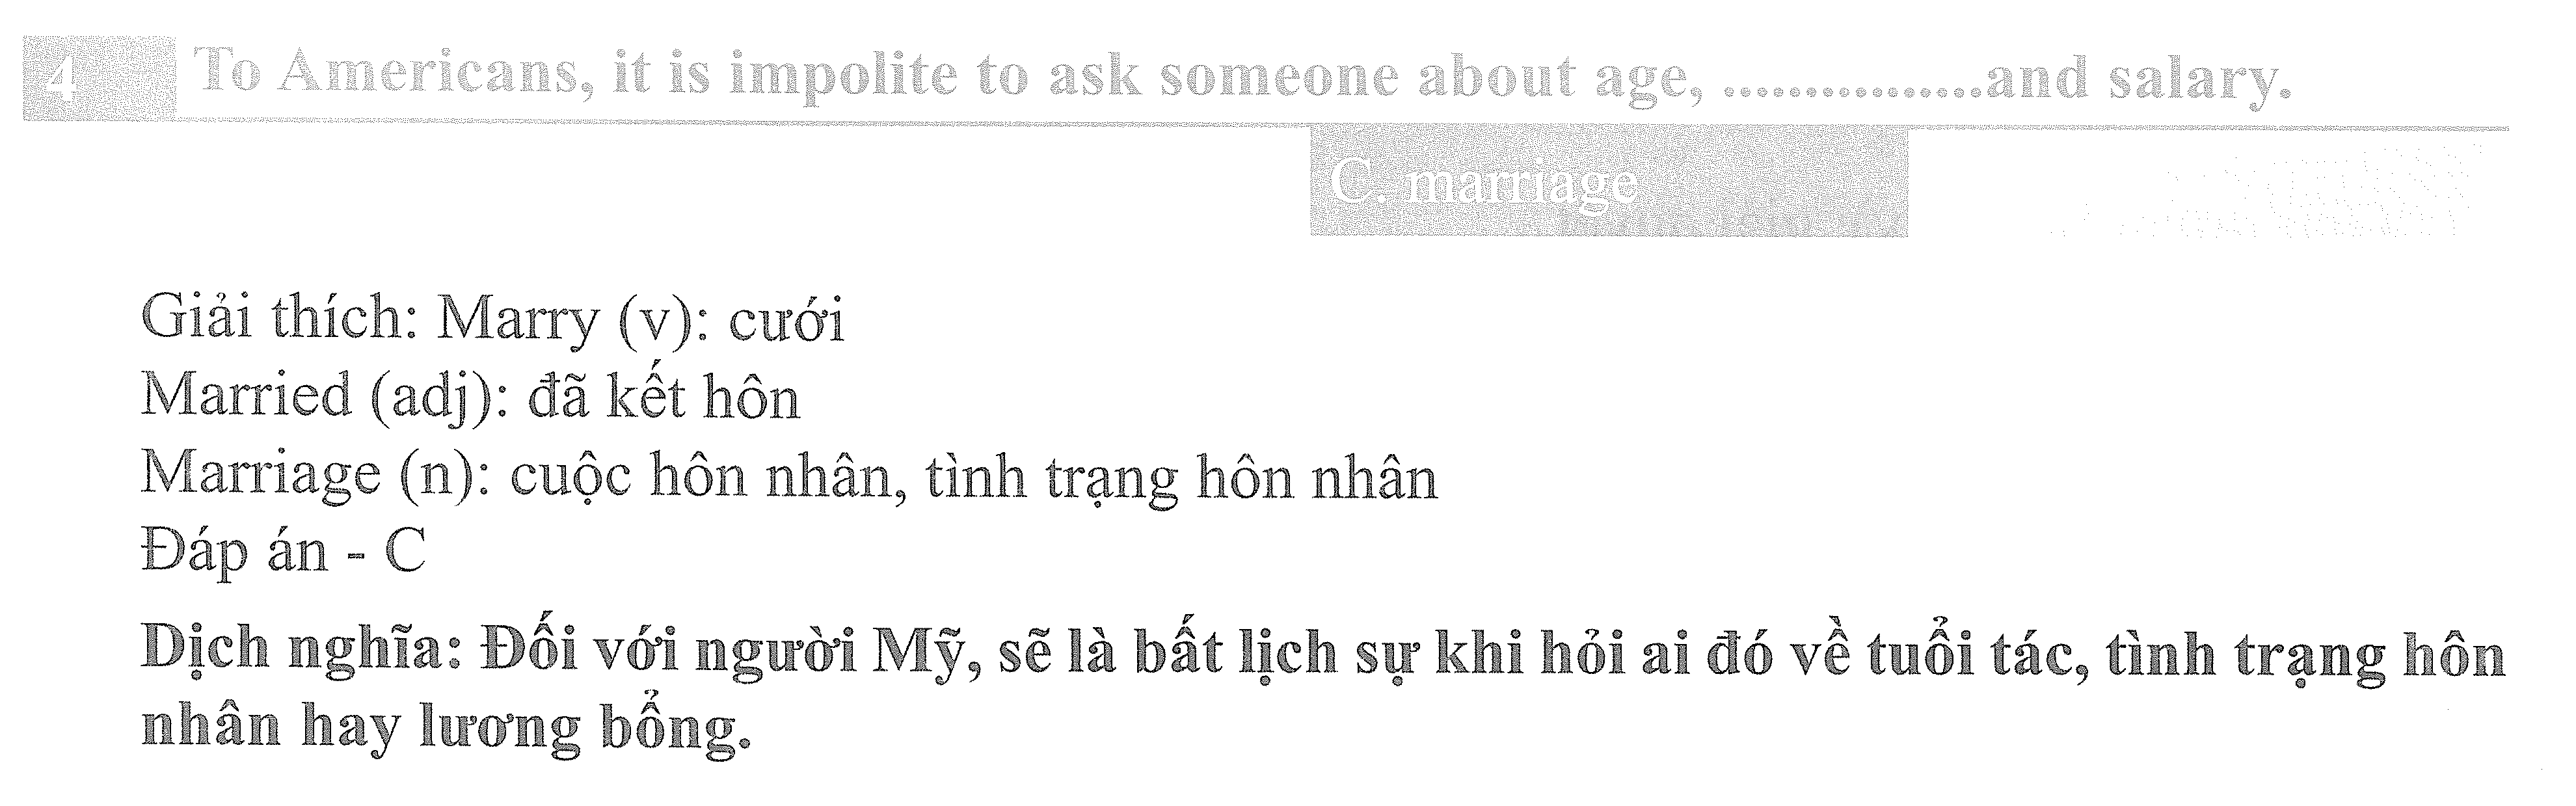 4 To Americans, it is impolite to ask someone about age, ................and salary.
C. marriage
Giải thích: Marry (v): cưới
Married (adj): đã kết hôn
Marriage (n): cuộc hôn nhân, tình trạng hôn nhân
Đáp án - C
Dịch nghĩa: Đối với người Mỹ, sẽ là bất lịch sự khi hỏi ai đó về tuổi tác, tình trạng hôn
nhân hay lương bổng.